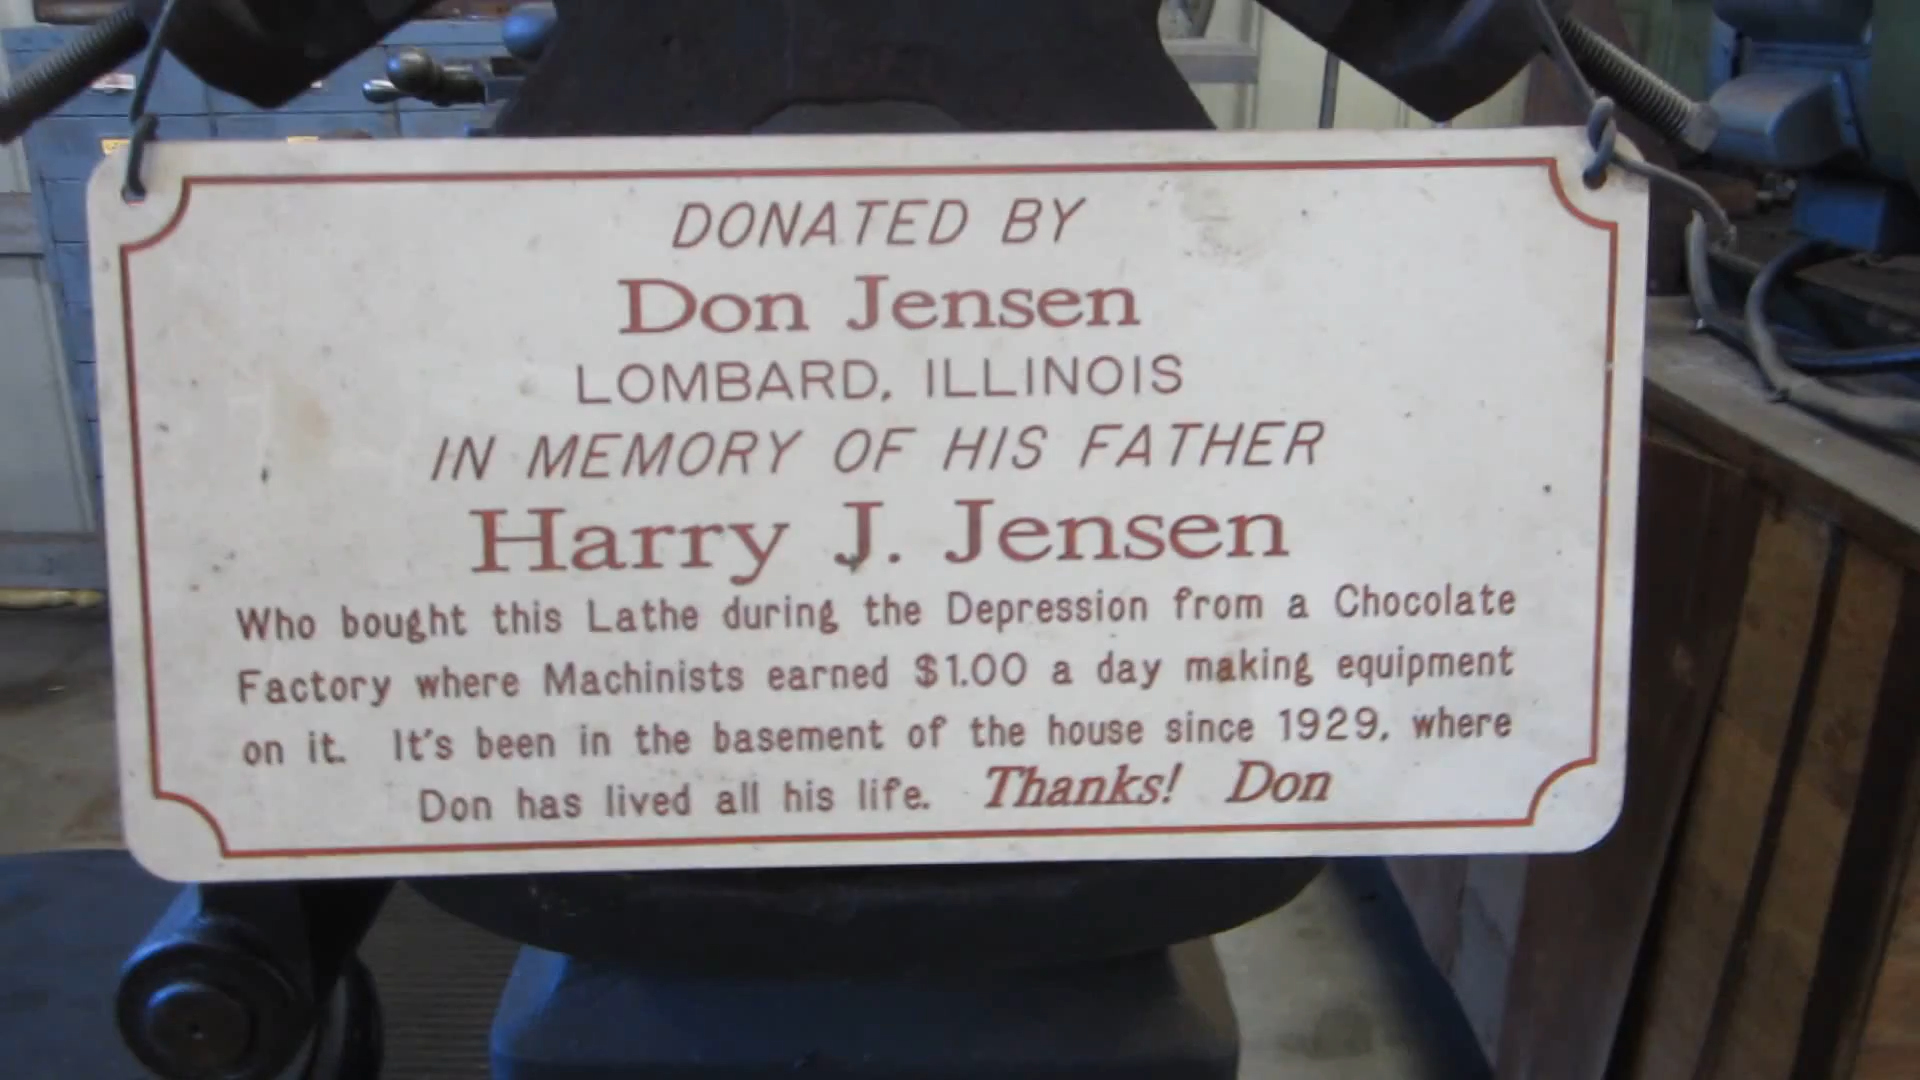 DONATED BY
Don Jensen
LOMBARD, ILLINOIS
IN MEMORY OF HIS FATHER
Harry J. Jensen
Who bought this Lathe during the Depression from a Chocolate
Factory where Machinists earned $1.00 a day making equipment
on it. It's been in the basement of the house since 1929, where
Don has lived all his life. Thanks! Don